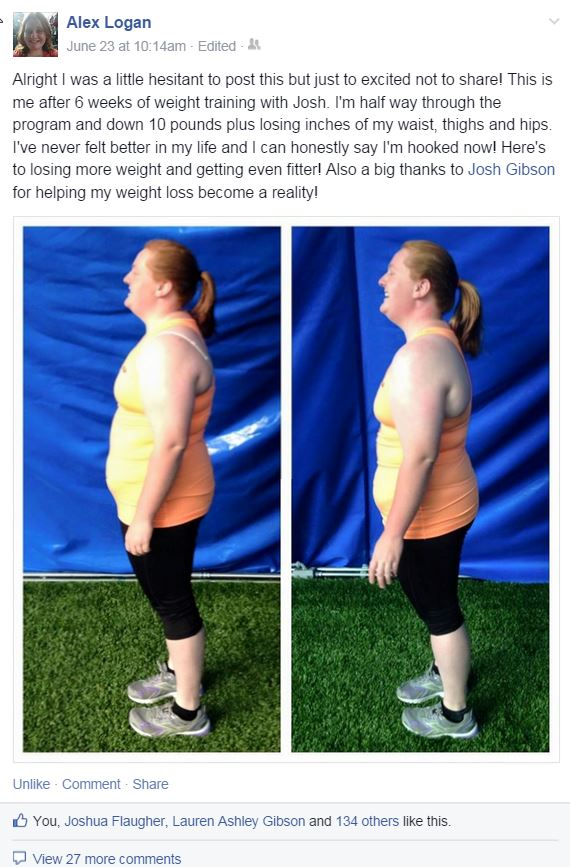 Alex Logan
June 23 at 10:14am · Edited ·
Alright I was a little hesitant to post this but just to excited not to share! This is
me after 6 weeks of weight training with Josh. I'm half way through the
program and down 10 pounds plus losing inches of my waist, thighs and hips.
I've never felt better in my life and I can honestly say I'm hooked now! Here's
to losing more weight and getting even fitter! Also a big thanks to Josh Gibson
for helping my weight loss become a reality!
Unlike · Comment · Share
You, Joshua Flaugher, Lauren Ashley Gibson and 134 others like this.
View 27 more comments